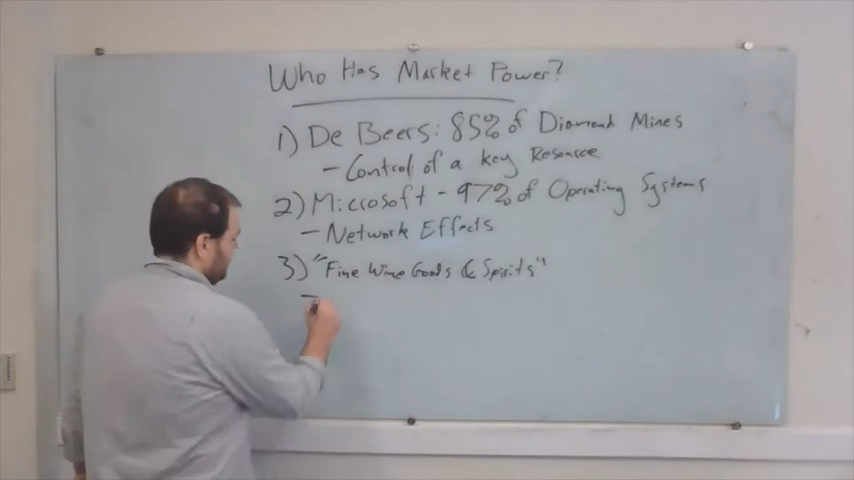 Who Has Market Power?
1) De Beers: 85% of Diamond Mines
- Control of a key Resource
2) Microsoft - 97% of Operating Systems
- Network Effects
3) "Fine Wine Goods & Spirits"
-